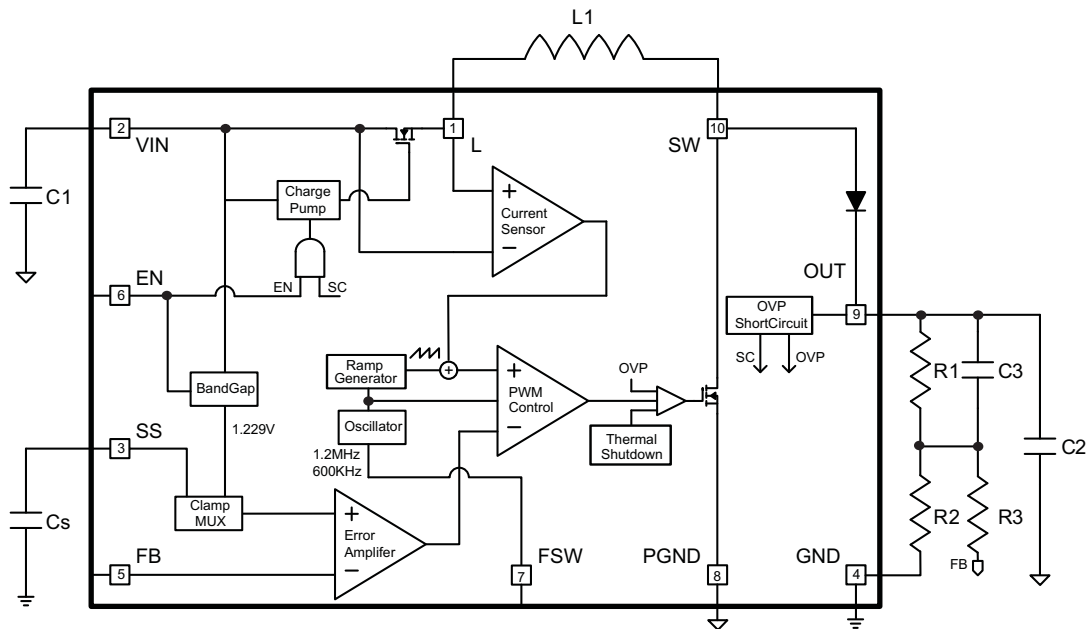 L1
2
VIN
1
L
10
SW
C1
Charge
Pump
+
Current
Sensor
−
EN
6
EN
SC
OUT
9
OVP
ShortCircuit
SC
OVP
R1
C3
Ramp
Generator
+
+
PWM
Control
−
OVP
BandGap
Oscillator
Thermal
Shutdown
1.229V
1.2MHz
600KHz
SS
3
C2
Cs
Clamp
MUX
+
Error
Amplifer
−
R2
R3
FB
5
FSW
7
PGND
8
GND
4
FB